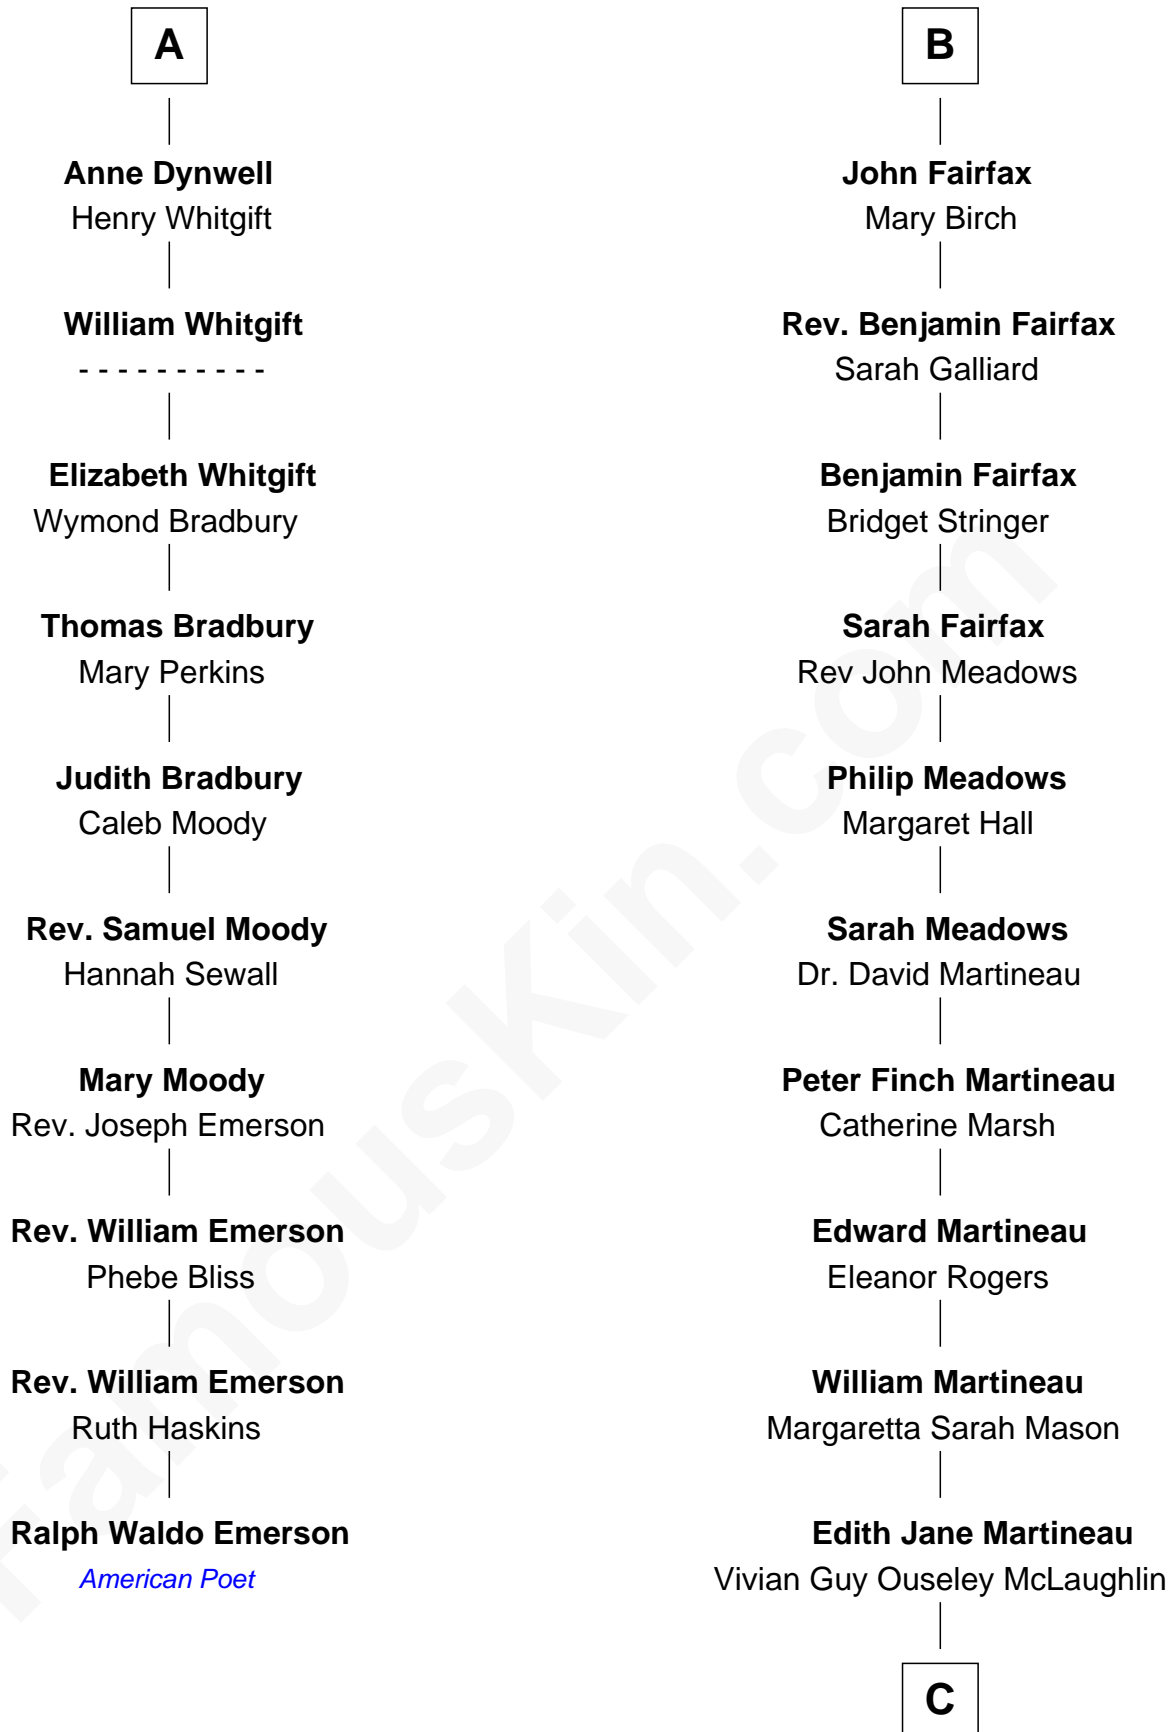 A
Anne Dynwell
Henry Whitgift
William Whitgift
- - - - - - - - - -
Elizabeth Whitgift
Wymond Bradbury
Thomas Bradbury
Mary Perkins
Judith Bradbury
Caleb Moody
Rev. Samuel Moody
Hannah Sewall
Mary Moody
Rev. Joseph Emerson
Rev. William Emerson
Phebe Bliss
Rev. William Emerson
Ruth Haskins
Ralph Waldo Emerson
American Poet
B
John Fairfax
Mary Birch
Rev. Benjamin Fairfax
Sarah Galliard
Benjamin Fairfax
Bridget Stringer
Sarah Fairfax
Rev John Meadows
Philip Meadows
Margaret Hall
Sarah Meadows
Dr. David Martineau
Peter Finch Martineau
Catherine Marsh
Edward Martineau
Eleanor Rogers
William Martineau
Margaretta Sarah Mason
Edith Jane Martineau
Vivian Guy Ouseley McLaughlin
C
FamousKin.com